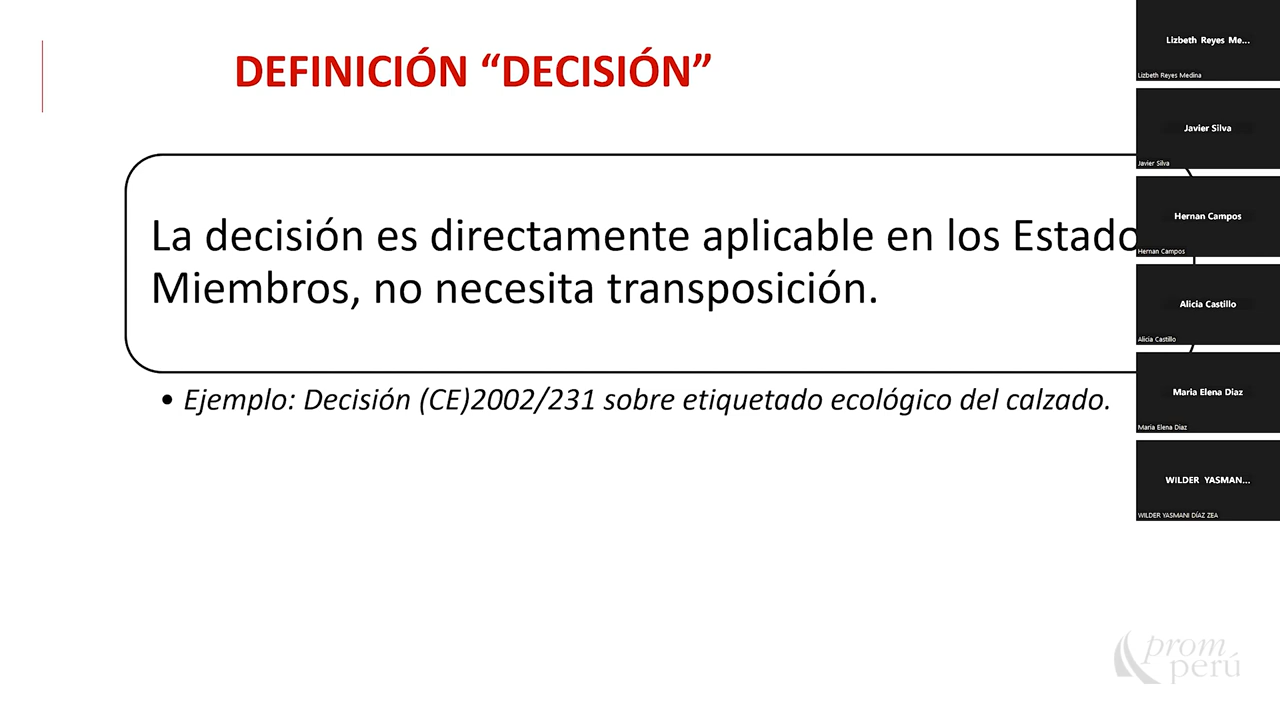 DEFINICIÓN “DECISIÓN”
La decisión es directamente aplicable en los Estado
Miembros, no necesita transposición.
• Ejemplo: Decisión (CE)2002/231 sobre etiquetado ecológico del calzado.
Lizbeth Reyes Me...
Lizbeth Reyes Medina
Javier Silva
Javier Silva
Hernan Campos
Hernan Campos
Alicia Castillo
Alicia Castillo
Maria Elena Diaz
Maria Elena Diaz
WILDER YASMAN...
WILDER YASMANI DÍAZ ZEA
prom
perú